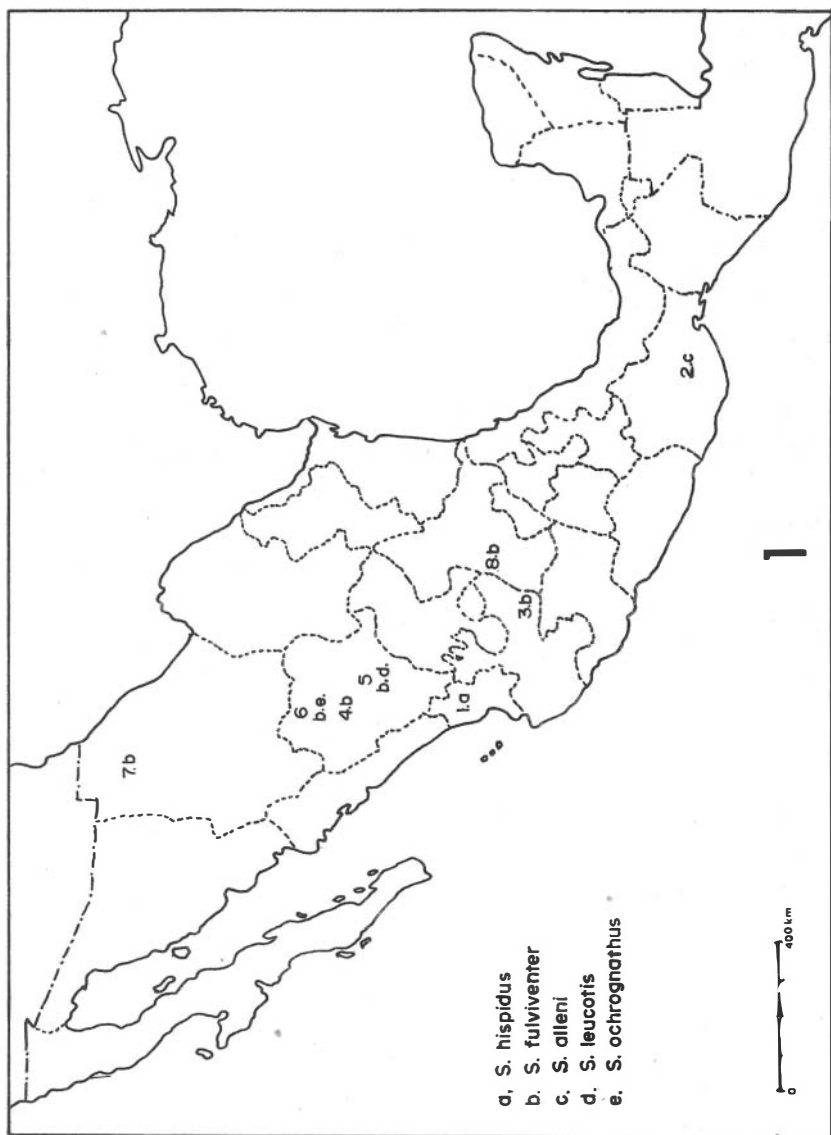 7.b
6
b.e.
4.b
5
b.d.
1.a
8.b
3.b
2.c
a, S. hispidus
b. S. fulviventer
c. S. alleni
d. S. leucotis
e. S. ochrognathus
0 400 km
1